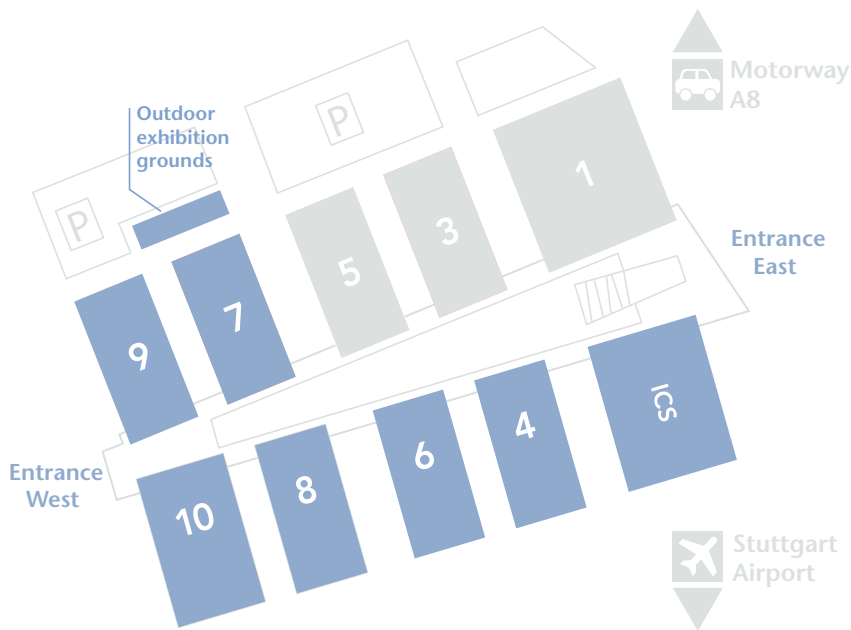 Motorway
A8
Outdoor
exhibition
grounds
P
P
1
3
5
7
9
Entrance
East
ICS
4
6
8
10
Entrance
West
Stuttgart
Airport